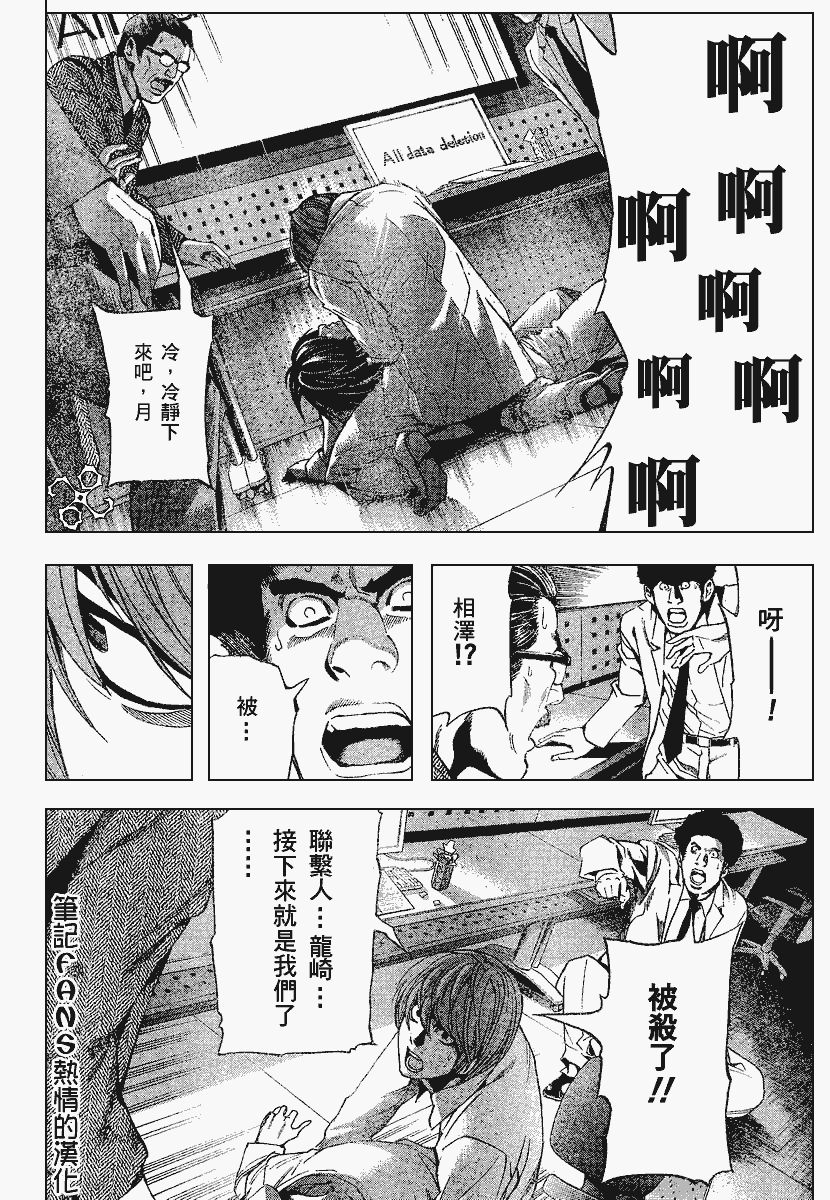 啊
啊
啊
啊
啊
啊
啊
All
All data deletion
冷，冷靜下
來吧，月
呀——！
相澤!?
被…
被殺了!!
聯繫人…龍崎…
接下來就是我們了
……
筆記FANS熱情的漢化